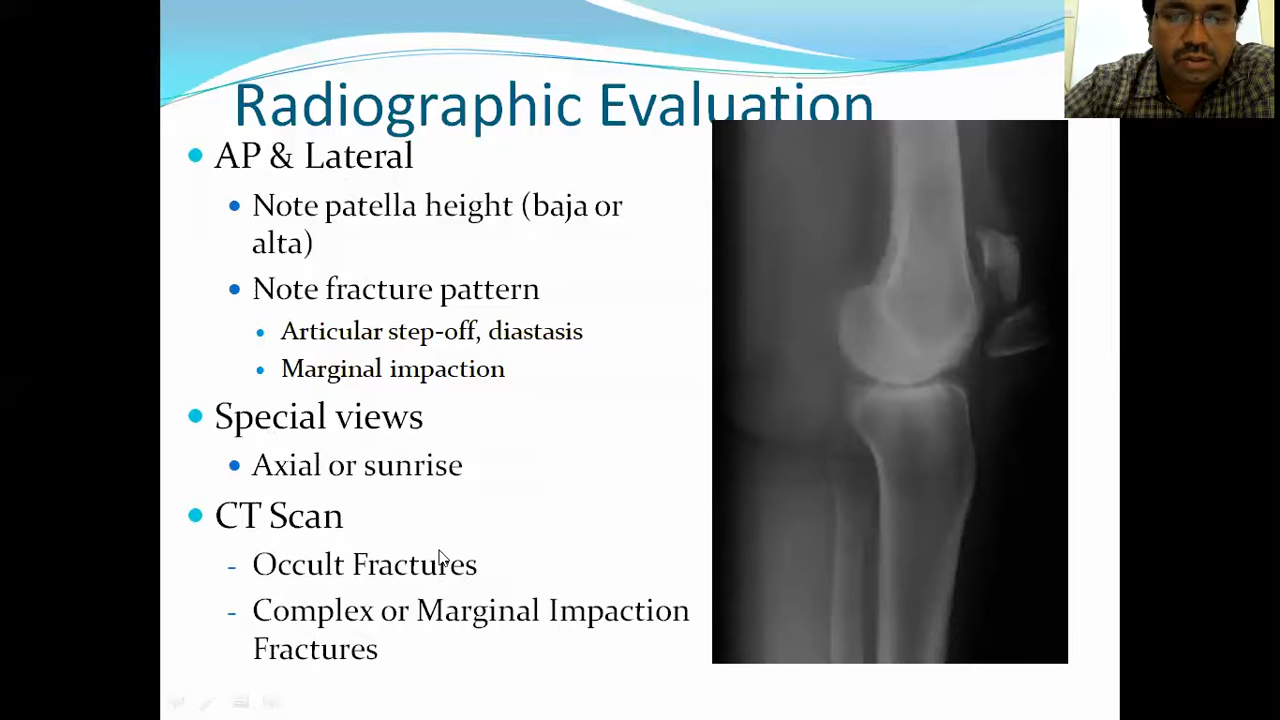 Radiographic Evaluation
AP & Lateral
Note patella height (baja or
alta)
Note fracture pattern
Articular step-off, diastasis
Marginal impaction
Special views
Axial or sunrise
CT Scan
- Occult Fractures
- Complex or Marginal Impaction
Fractures